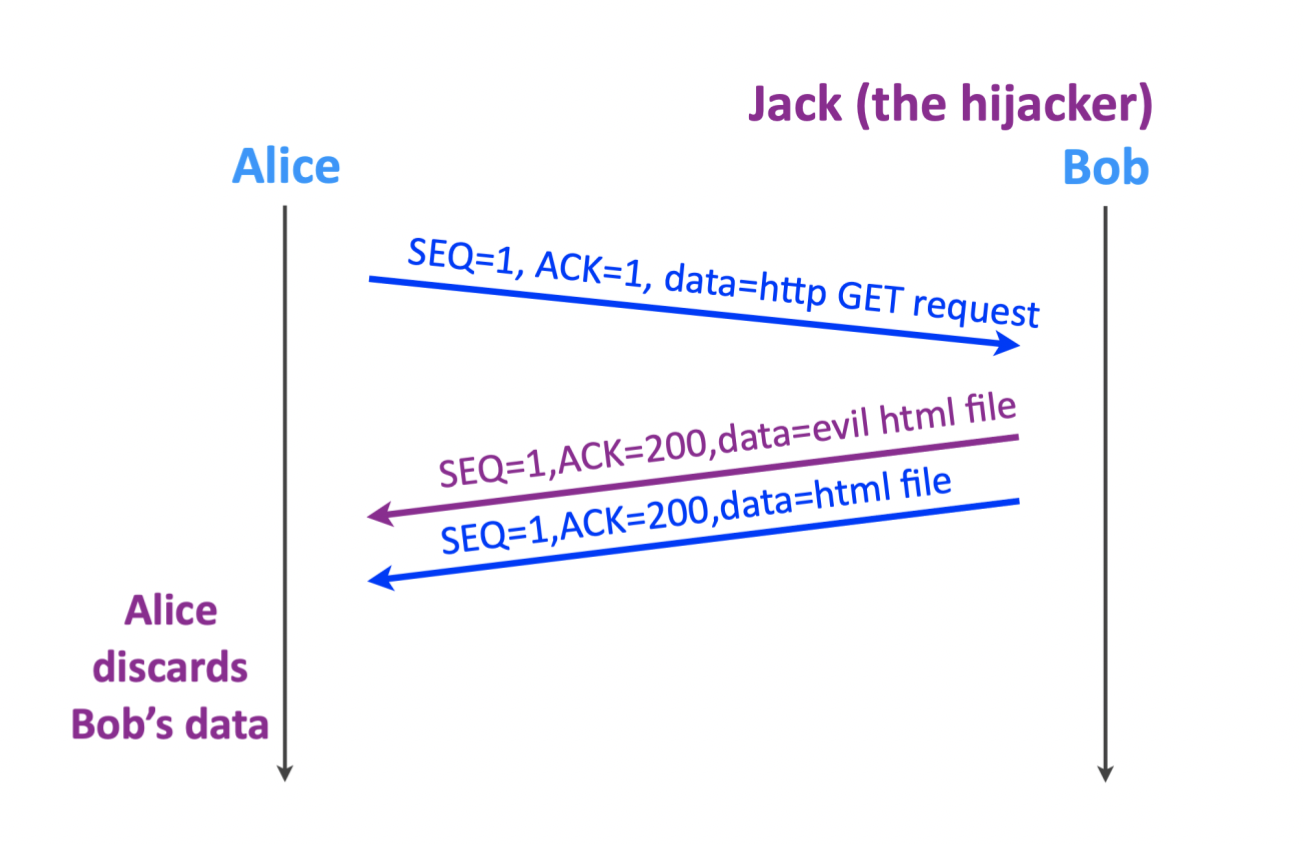 Jack (the hijacker)
Alice
Bob
SEQ=1, ACK=1, data=http GET request
SEQ=1,ACK=200,data=evil html file
SEQ=1,ACK=200,data=html file
Alice
discards
Bob’s data